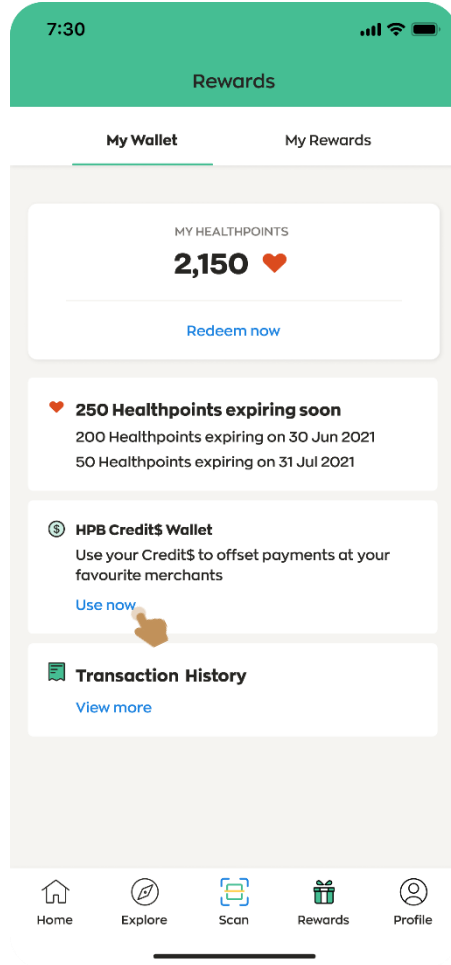 7:30
Rewards
My Wallet
My Rewards
MY HEALTHPOINTS
2,150
Redeem now
250 Healthpoints expiring soon
200 Healthpoints expiring on 30 Jun 2021
50 Healthpoints expiring on 31 Jul 2021
$ HPB Credit$ Wallet
Use your Credit$ to offset payments at your
favourite merchants
Use now
Transaction History
View more
Home
Explore
Scan
Rewards
Profile